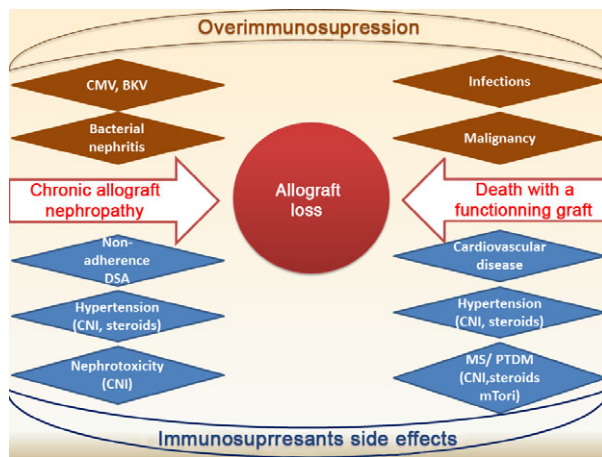 Overimmunosupression
CMV, BKV
Bacterial
nephritis
Infections
Malignancy
Chronic allograft
nephropathy
Allograft
loss
Death with a
functionning graft
Non-
adherence
DSA
Hypertension
(CNI, steroids)
Nephrotoxicity
(CNI)
Cardiovascular
disease
Hypertension
(CNI, steroids)
MS/ PTDM
(CNI,steroids
mTori)
Immunosuprresants side effects